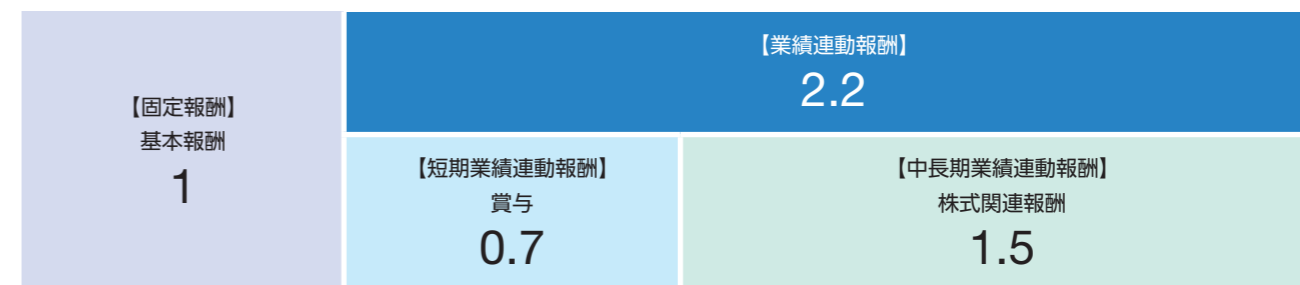 【固定報酬】
基本報酬
1
【業績連動報酬】
2.2
【短期業績連動報酬】
賞与
0.7
【中長期業績連動報酬】
株式関連報酬
1.5